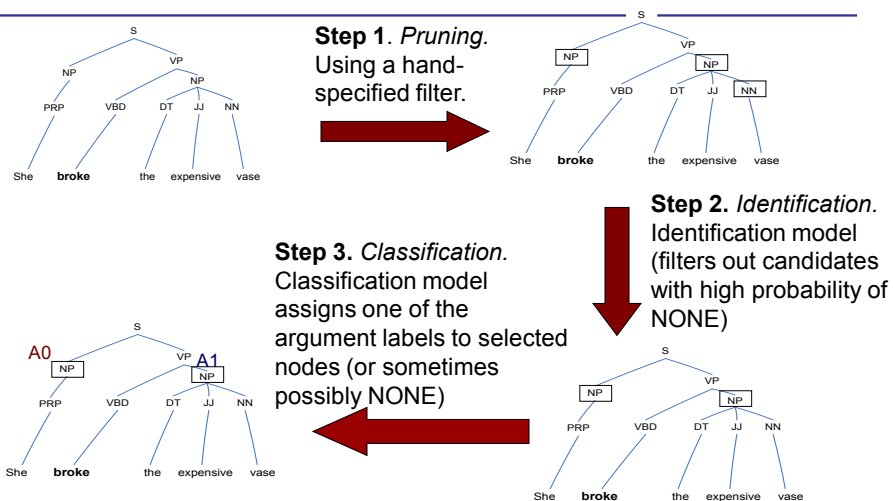 S
NP VP
NP
PRP VBD DT JJ NN
She broke the expensive vase
Step 1. Pruning.
Using a hand-
specified filter.
S
NP VP
NP
PRP VBD DT JJ NN
She broke the expensive vase
Step 2. Identification.
Identification model
(filters out candidates
with high probability of
NONE)
S
NP VP
NP
PRP VBD DT JJ NN
She broke the expensive vase
Step 3. Classification.
Classification model
assigns one of the
argument labels to selected
nodes (or sometimes
possibly NONE)
S
A0 NP VP A1
NP
PRP VBD DT JJ NN
She broke the expensive vase